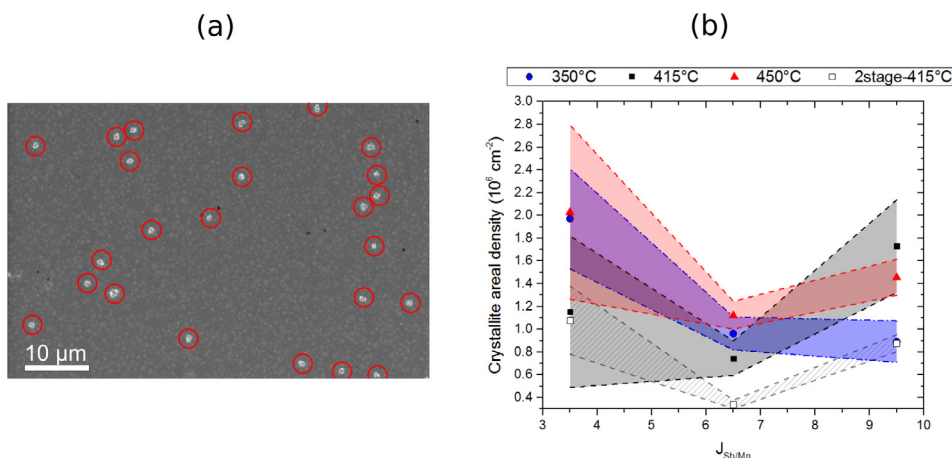 (a)
(b)
10 µm
350°C 415°C 450°C 2stage-415°C
Crystallite areal density (10⁶ cm⁻²)
3.0
2.8
2.6
2.4
2.2
2.0
1.8
1.6
1.4
1.2
1.0
0.8
0.6
0.4
3 4 5 6 7 8 9 10
J_Sb/Mn